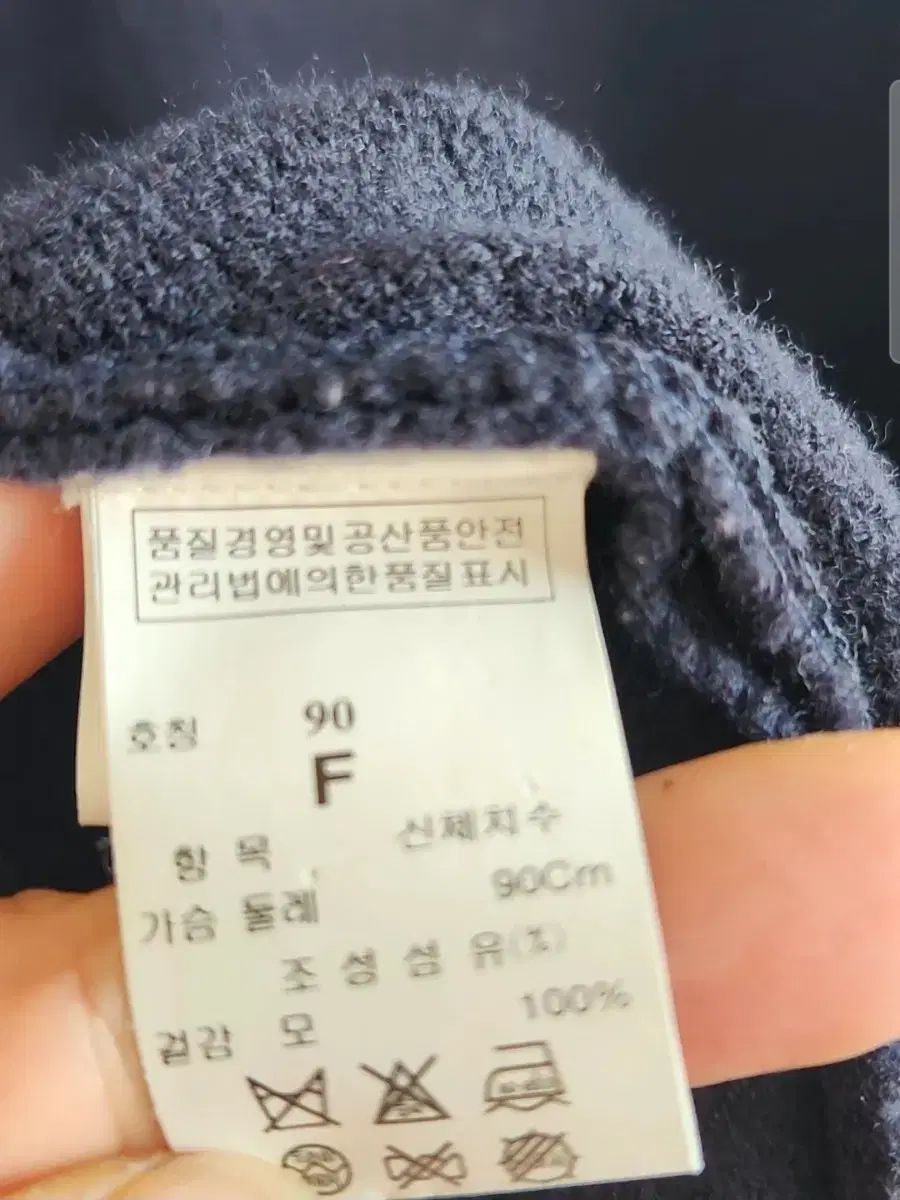 품질경영및공산품안전
관리법에의한품질표시
호칭 90
F
항 목 신체치수
가슴 둘레 90Cm
조 성 섬 유(%)
겉감 모 100%